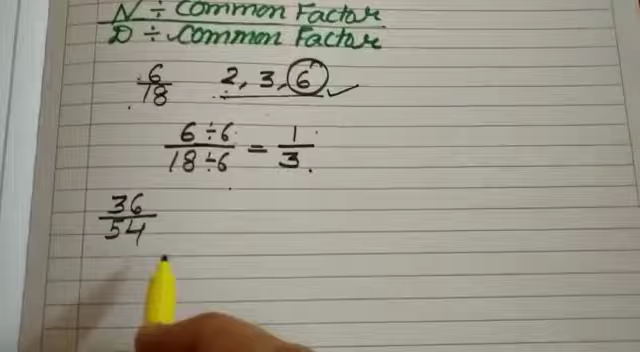 N ÷ Common Factor
D ÷ Common Factor
6/18 2, 3, 6 ✓
6÷6/18÷6 = 1/3
36/54